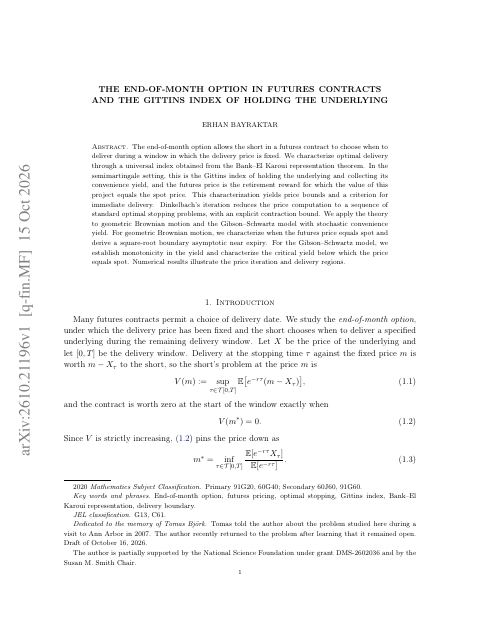 arXiv:2610.21196v1 [q-fin.MF] 15 Oct 2026
THE END-OF-MONTH OPTION IN FUTURES CONTRACTS
AND THE GITTINS INDEX OF HOLDING THE UNDERLYING
ERHAN BAYRAKTAR
Abstract. The end-of-month option allows the short in a futures contract to choose when to
deliver during a window in which the delivery price is fixed. We characterize optimal delivery
through a universal index obtained from the Bank–El Karoui representation theorem. In the
semimartingale setting, this is the Gittins index of holding the underlying and collecting its
convenience yield, and the futures price is the retirement reward for which the value of this
project equals the spot price. This characterization yields price bounds and a criterion for
immediate delivery. Dinkelbach's iteration reduces the price computation to a sequence of
standard optimal stopping problems, with an explicit contraction bound. We apply the theory
to geometric Brownian motion and the Gibson–Schwartz model with stochastic convenience
yield. For geometric Brownian motion, we characterize when the futures price equals spot and
derive a square-root boundary asymptotic near expiry. For the Gibson–Schwartz model, we
establish monotonicity in the yield and characterize the critical yield below which the price
equals spot. Numerical results illustrate the price iteration and delivery regions.
1. Introduction
Many futures contracts permit a choice of delivery date. We study the end-of-month option,
under which the delivery price has been fixed and the short chooses when to deliver a specified
underlying during the remaining delivery window. Let X be the price of the underlying and
let [0, T] be the delivery window. Delivery at the stopping time τ against the fixed price m is
worth m − Xτ to the short, so the short's problem at the price m is
V(m) := sup τ∈𝒯[0,T] 𝔼[e^{−rτ}(m − Xτ)], (1.1)
and the contract is worth zero at the start of the window exactly when
V(m*) = 0. (1.2)
Since V is strictly increasing, (1.2) pins the price down as
m* = inf τ∈𝒯[0,T] 𝔼[e^{−rτ}Xτ] / 𝔼[e^{−rτ}]. (1.3)
2020 Mathematics Subject Classification. Primary 91G20, 60G40; Secondary 60J60, 91G60.
Key words and phrases. End-of-month option, futures pricing, optimal stopping, Gittins index, Bank–El
Karoui representation, delivery boundary.
JEL classification. G13, C61.
Dedicated to the memory of Tomas Björk. Tomas told the author about the problem studied here during a
visit to Ann Arbor in 2007. The author recently returned to the problem after learning that it remained open.
Draft of October 16, 2026.
The author is partially supported by the National Science Foundation under grant DMS-2602036 and by the
Susan M. Smith Chair.
1